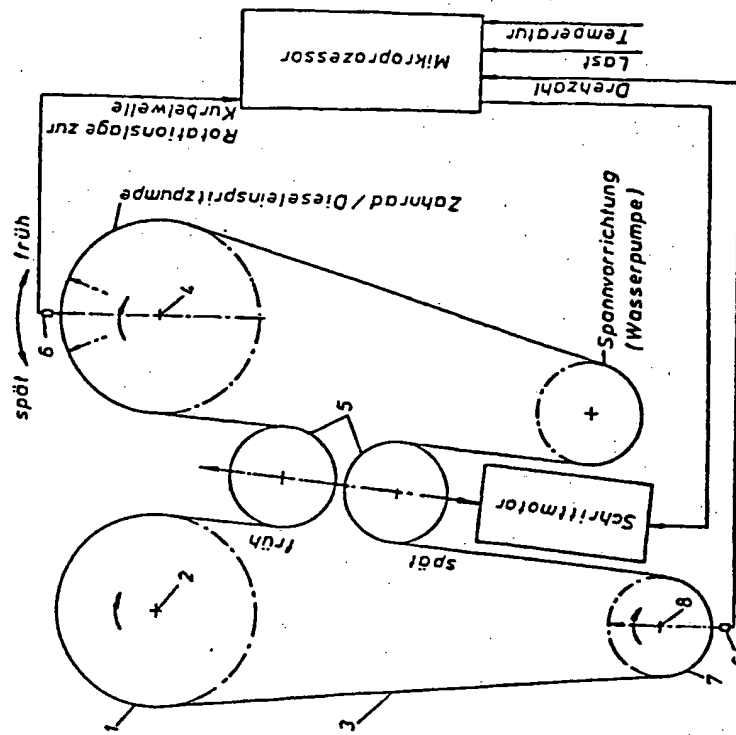 spät
früh
6
Rotationslage zur
Kurbelwelle
Mikroprozessor
Temperatur
Last
Drehzahl
Zahnrad / Dieseleinspritzpumpe
4
1
2
5
früh
spät
Spannvorrichtung
(Wasserpumpe)
Schrittmotor
3
8
7